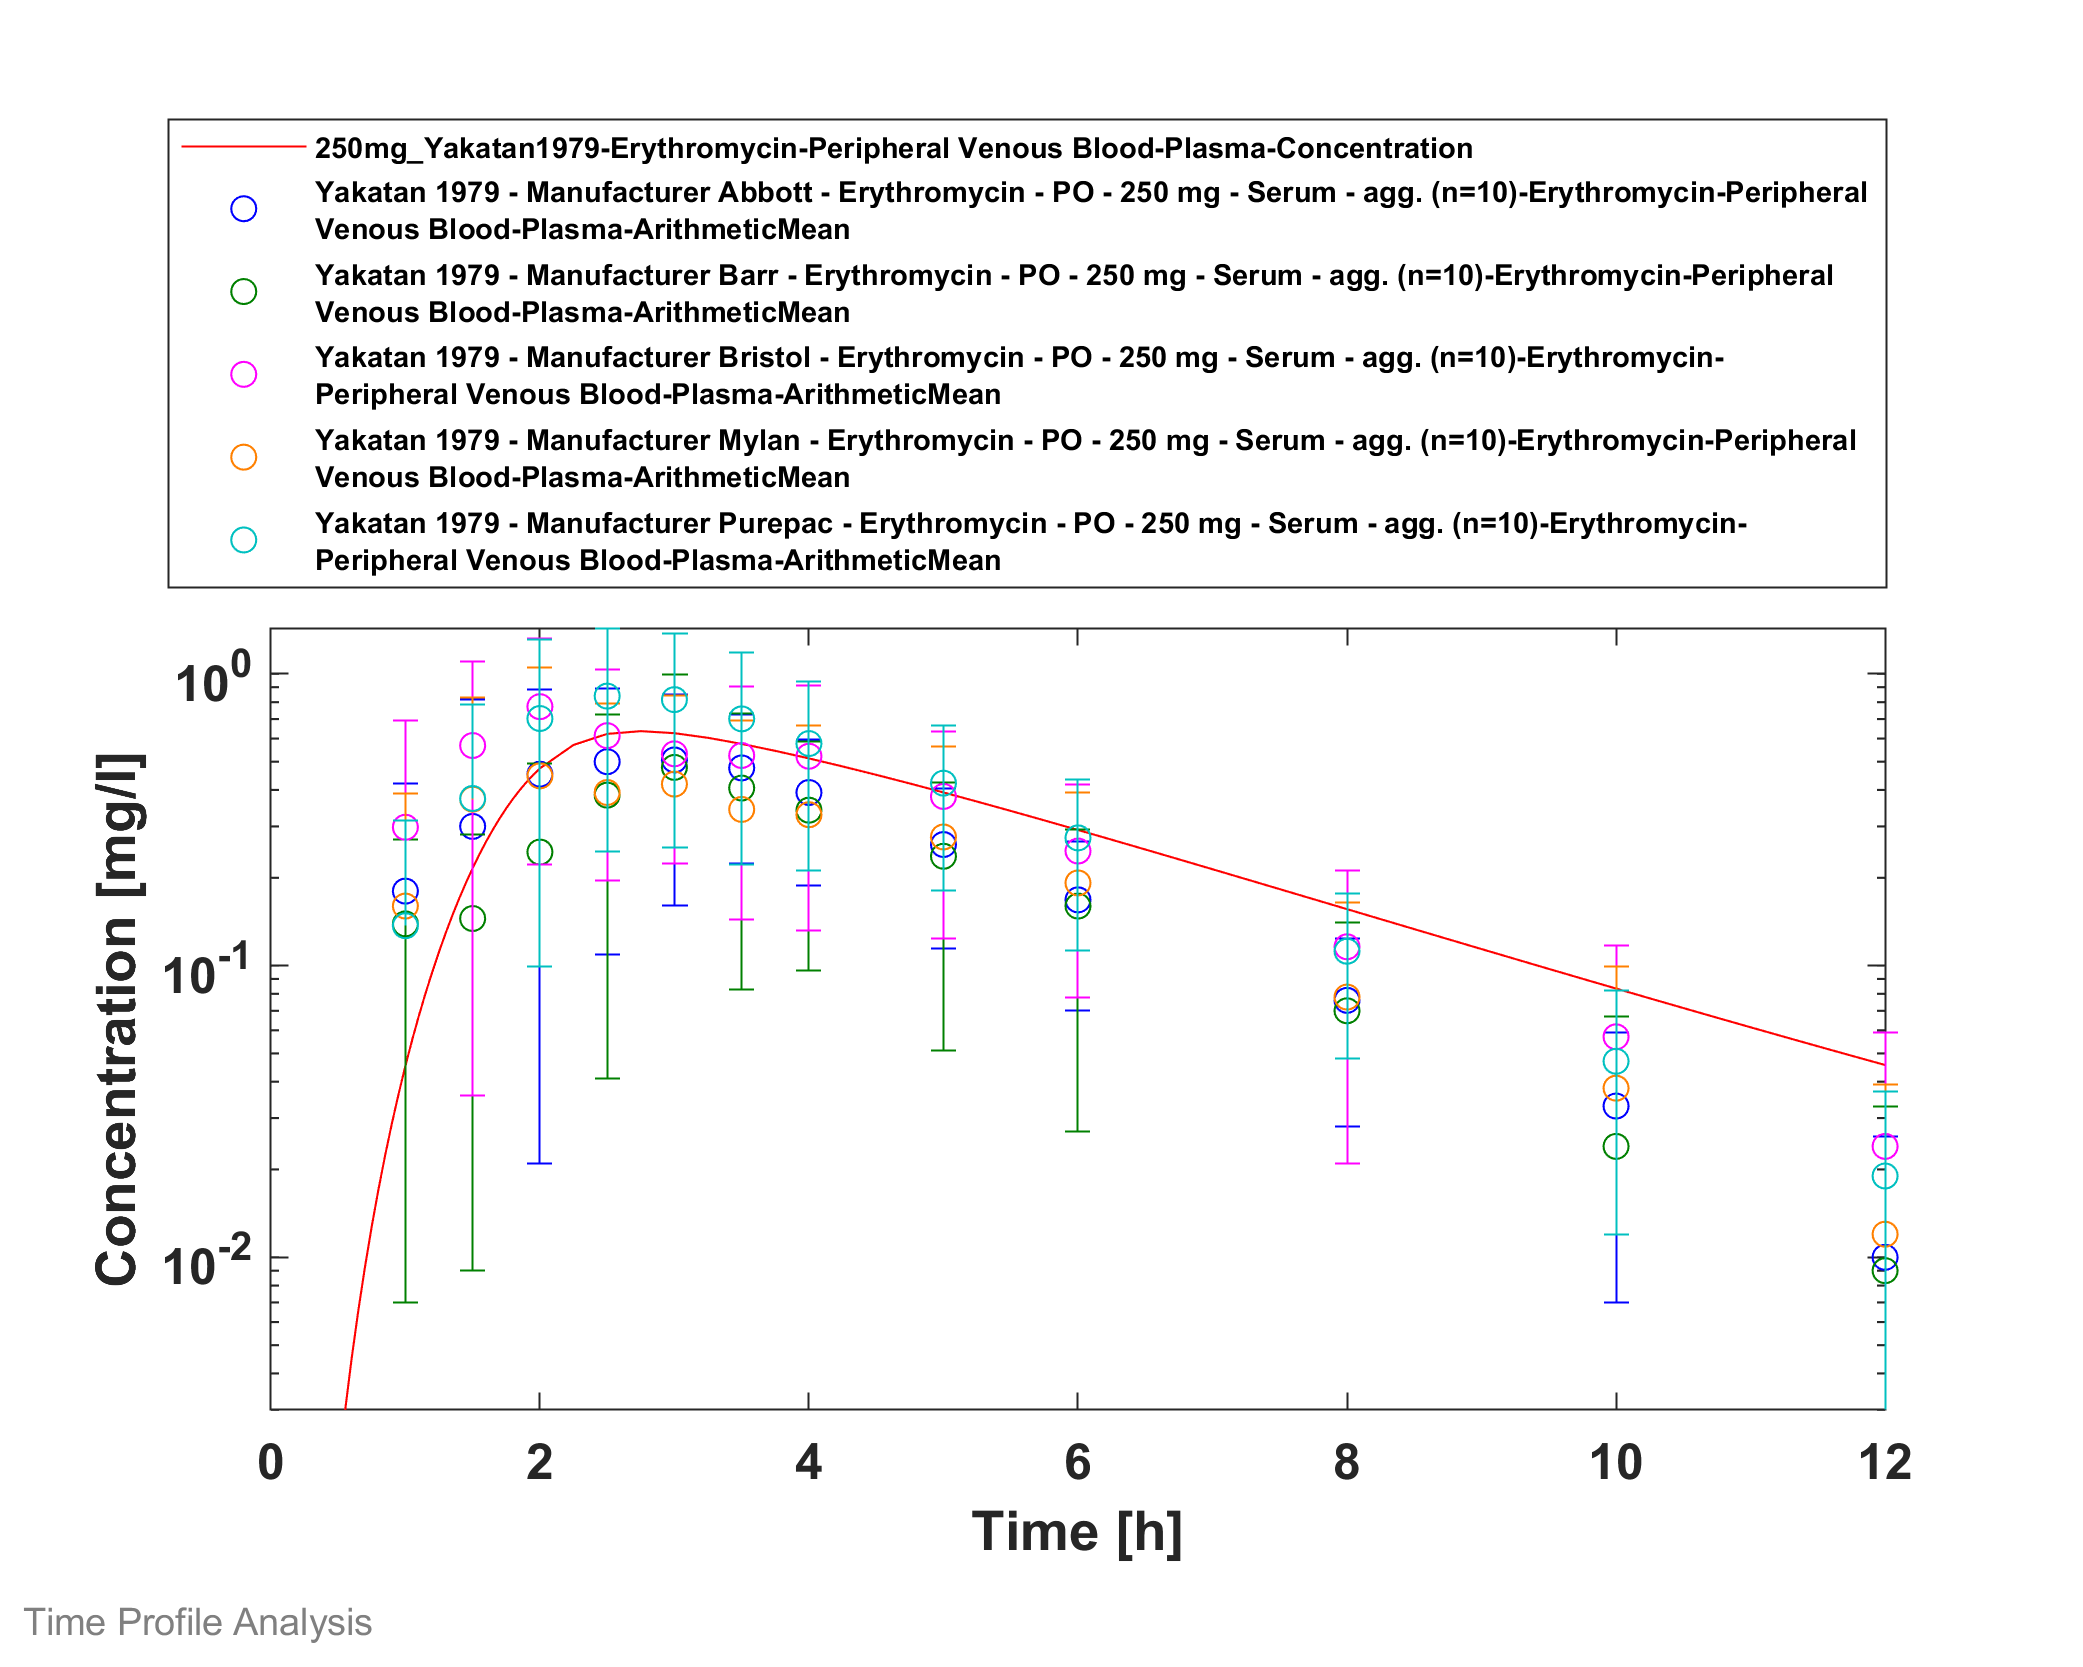 250mg_Yakatan1979-Erythromycin-Peripheral Venous Blood-Plasma-Concentration
Yakatan 1979 - Manufacturer Abbott - Erythromycin - PO - 250 mg - Serum - agg. (n=10)-Erythromycin-Peripheral
Venous Blood-Plasma-ArithmeticMean
Yakatan 1979 - Manufacturer Barr - Erythromycin - PO - 250 mg - Serum - agg. (n=10)-Erythromycin-Peripheral
Venous Blood-Plasma-ArithmeticMean
Yakatan 1979 - Manufacturer Bristol - Erythromycin - PO - 250 mg - Serum - agg. (n=10)-Erythromycin-
Peripheral Venous Blood-Plasma-ArithmeticMean
Yakatan 1979 - Manufacturer Mylan - Erythromycin - PO - 250 mg - Serum - agg. (n=10)-Erythromycin-Peripheral
Venous Blood-Plasma-ArithmeticMean
Yakatan 1979 - Manufacturer Purepac - Erythromycin - PO - 250 mg - Serum - agg. (n=10)-Erythromycin-
Peripheral Venous Blood-Plasma-ArithmeticMean
10^0
10^-1
10^-2
Concentration [mg/l]
0 2 4 6 8 10 12
Time [h]
Time Profile Analysis